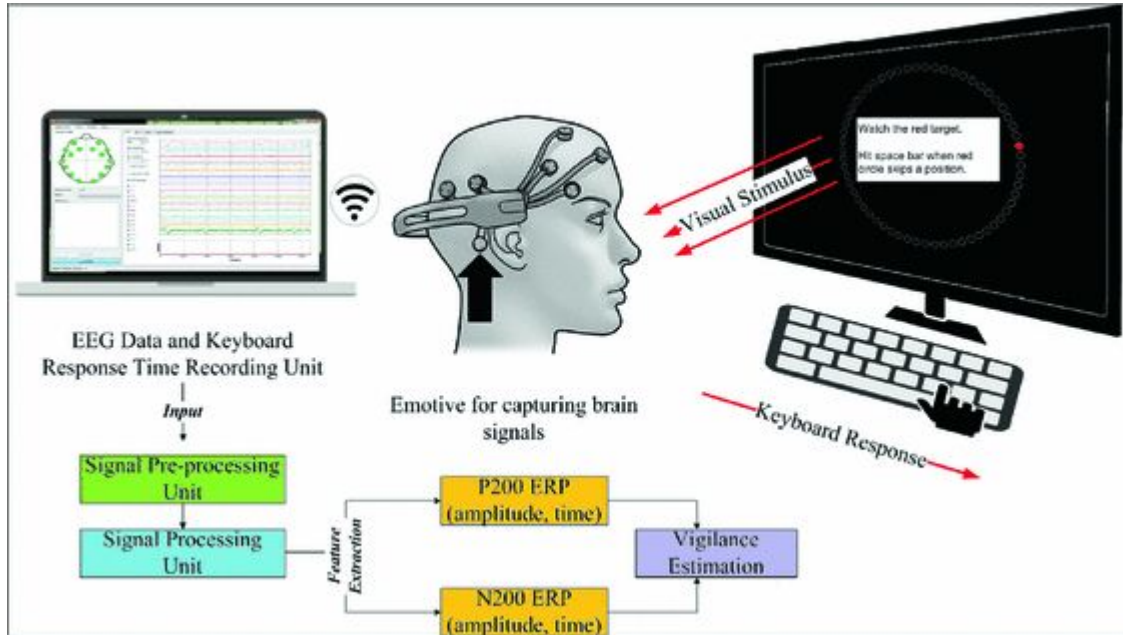 Watch the red target.
Hit space bar when red
circle skips a position.
Visual Stimulus
EEG Data and Keyboard
Response Time Recording Unit
Input
Emotive for capturing brain
signals
Keyboard Response
Signal Pre-processing
Unit
Signal Processing
Unit
Feature
Extraction
P200 ERP
(amplitude, time)
N200 ERP
(amplitude, time)
Vigilance
Estimation